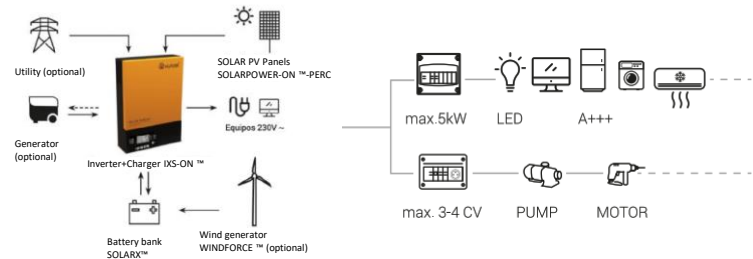 Utility (optional)
SOLAR PV Panels
SOLARPOWER-ON ™-PERC
Generator
(optional)
Equipos 230V ~
Inverter+Charger IXS-ON ™
Battery bank
SOLARX™
Wind generator
WINDFORCE ™ (optional)
max.5kW
LED
A+++
max. 3-4 CV
PUMP
MOTOR